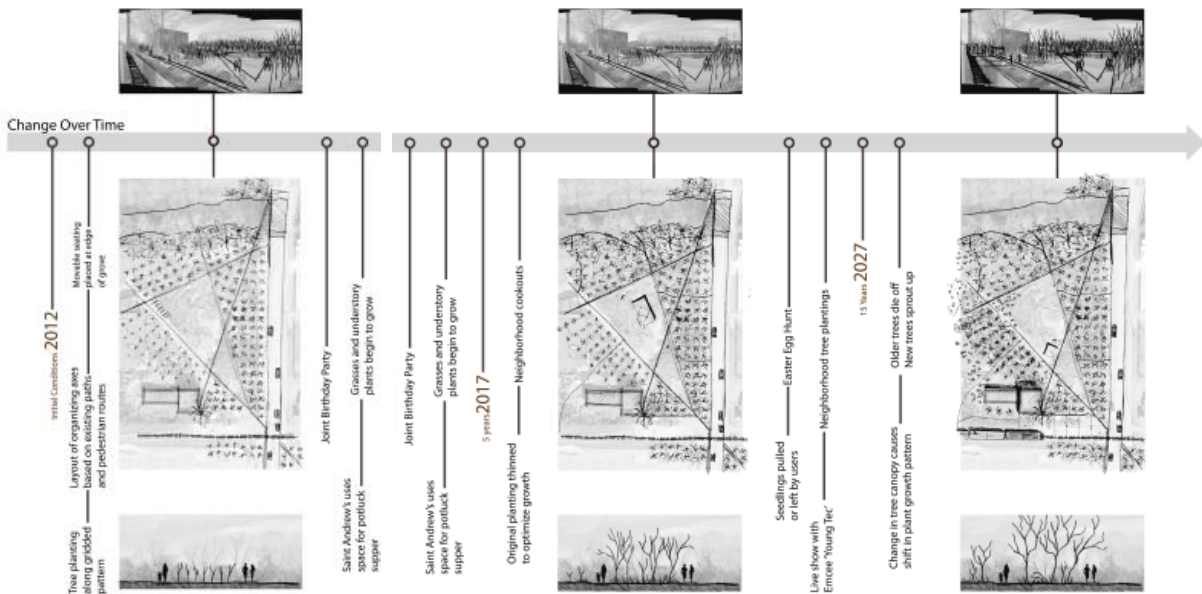 Change Over Time
Initial Conditions 2012
Movable seating
placed at edge
of grove
Layout of organizing axes
based on existing paths
and pedestrian routes
Tree planting
along gridded
pattern
Joint Birthday Party
Grasses and understory
plants begin to grow
Saint Andrew's uses
space for potluck
supper
Joint Birthday Party
Grasses and understory
plants begin to grow
Saint Andrew's uses
space for potluck
supper
5 years 2017
Neighborhood cookouts
Original planting thinned
to optimize growth
Easter Egg Hunt
Seedlings pulled
or left by users
Neighborhood tree plantings
Live show with
Emcee 'Young Tec'
15 Years 2027
Older trees die off
New trees sprout up
Change in tree canopy causes
shift in plant growth pattern